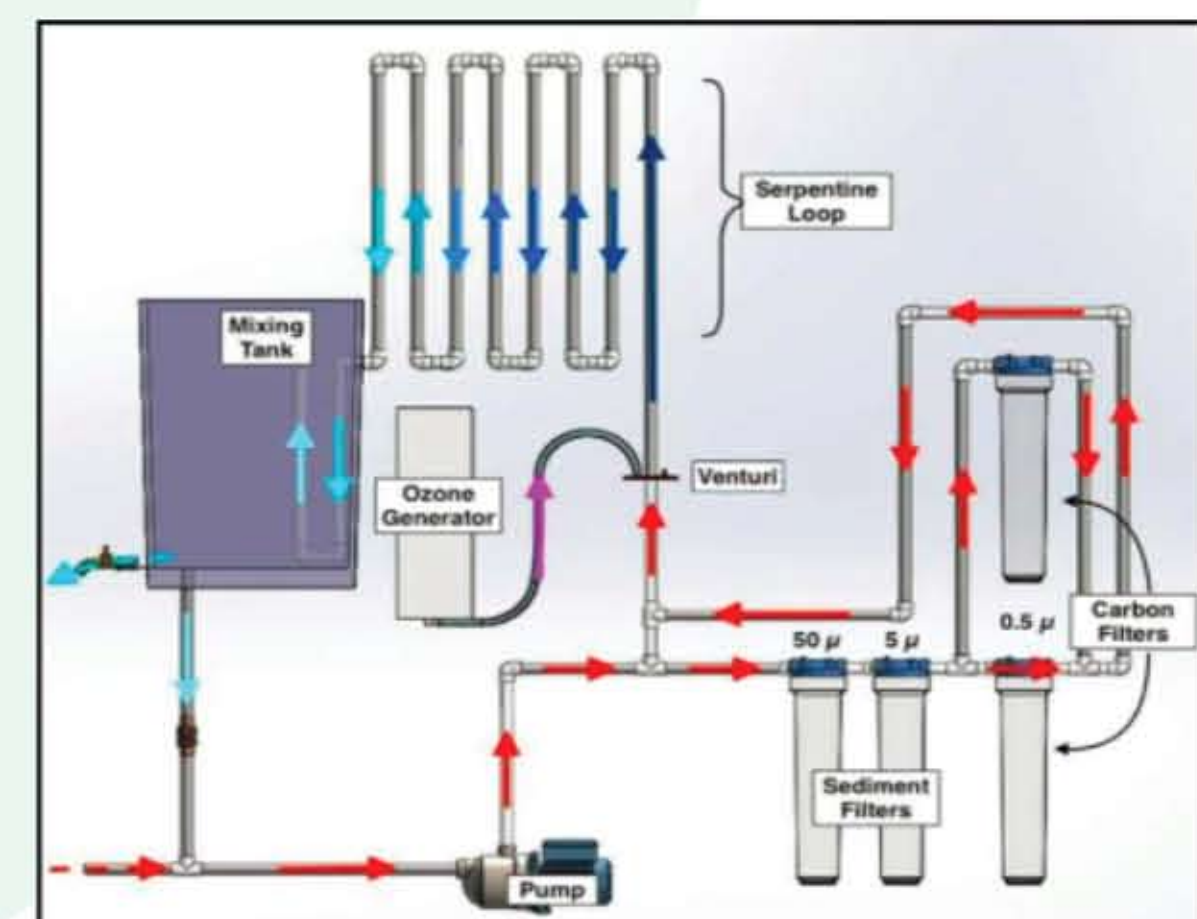 Serpentine
Loop
Mixing
Tank
Ozone
Generator
Venturi
50 µ
5 µ
0.5 µ
Carbon
Filters
Sediment
Filters
Pump